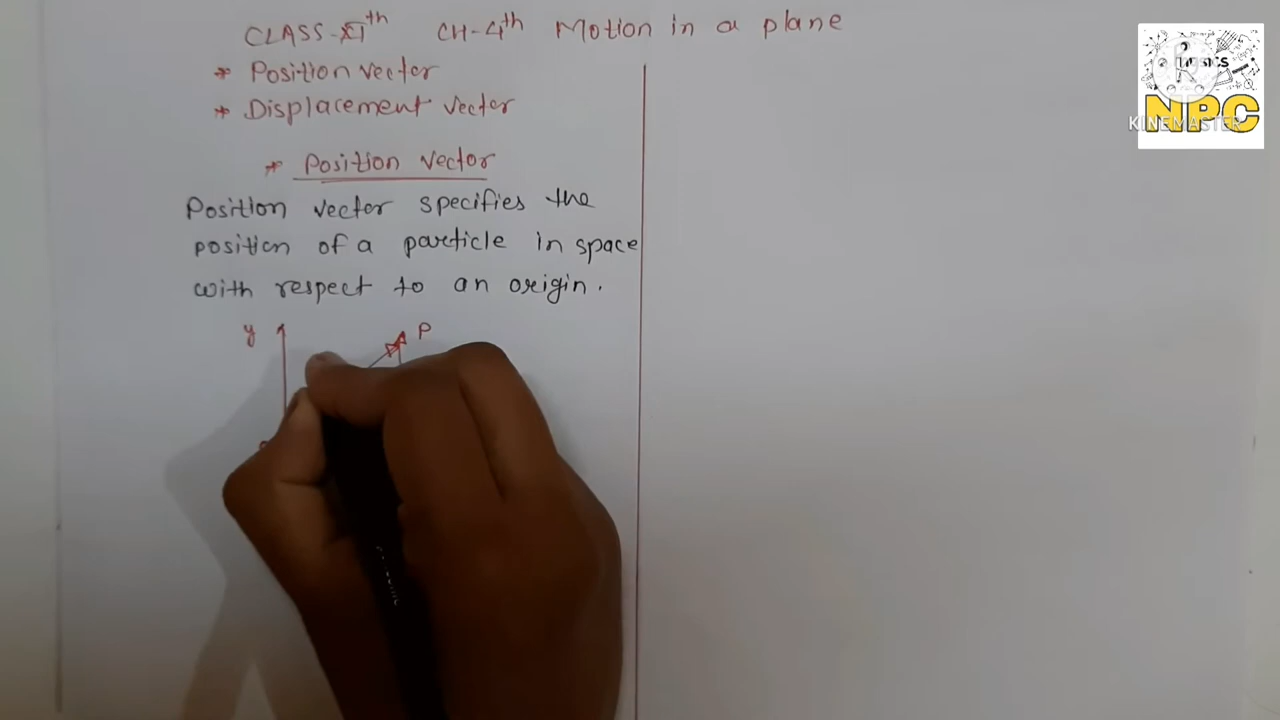 CLASS-XIth CH-4th Motion in a plane
* Position vector
* Displacement vector
* Position vector
Position vector specifies the
position of a particle in space
with respect to an origin.
y
P
NPC
KINEMASTER